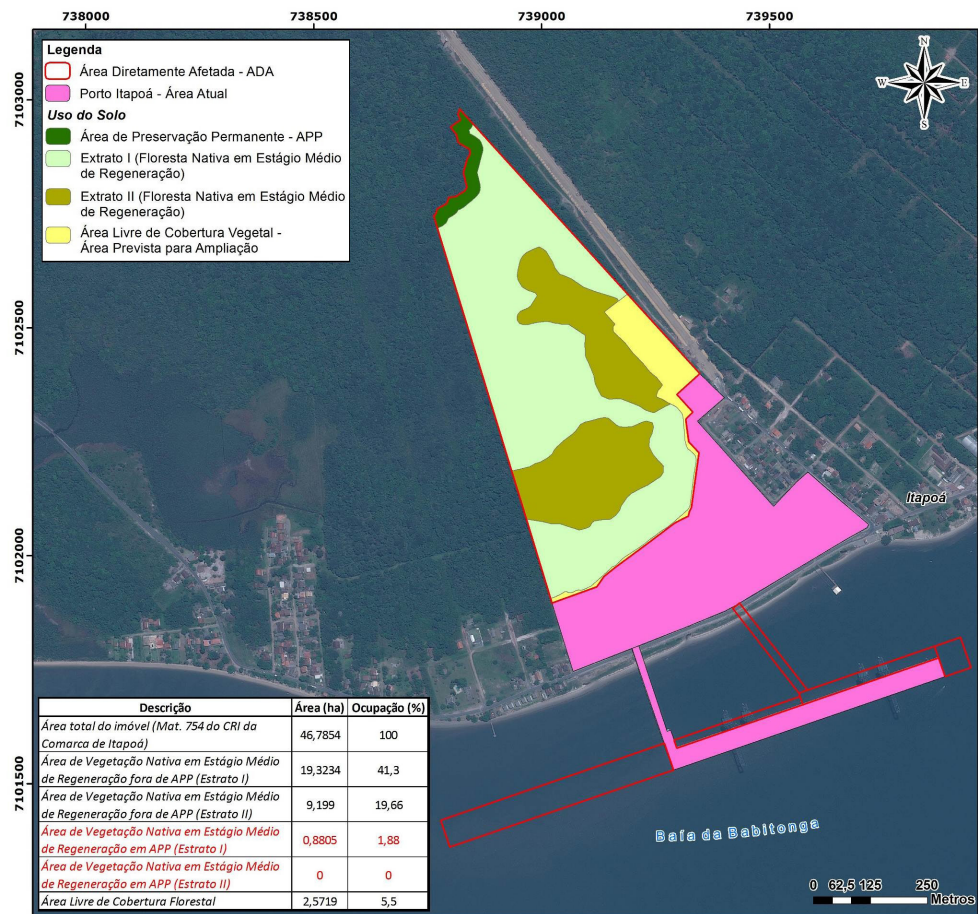 738000
738500
739000
739500
7103000
7102500
7102000
7101500
Legenda
Área Diretamente Afetada - ADA
Porto Itapoá - Área Atual
Uso do Solo
Área de Preservação Permanente - APP
Extrato I (Floresta Nativa em Estágio Médio
de Regeneração)
Extrato II (Floresta Nativa em Estágio Médio
de Regeneração)
Área Livre de Cobertura Vegetal -
Área Prevista para Ampliação
N
W
E
S
Itapoá
Baía da Babitonga
Descrição Área (ha) Ocupação (%)
Área total do imóvel (Mat. 754 do CRI da
Comarca de Itapoá) 46,7854 100
Área de Vegetação Nativa em Estágio Médio
de Regeneração fora de APP (Estrato I) 19,3234 41,3
Área de Vegetação Nativa em Estágio Médio
de Regeneração fora de APP (Estrato II) 9,199 19,66
Área de Vegetação Nativa em Estágio Médio
de Regeneração em APP (Estrato I) 0,8805 1,88
Área de Vegetação Nativa em Estágio Médio
de Regeneração em APP (Estrato II) 0 0
Área Livre de Cobertura Florestal 2,5719 5,5
0 62,5 125 250
Metros